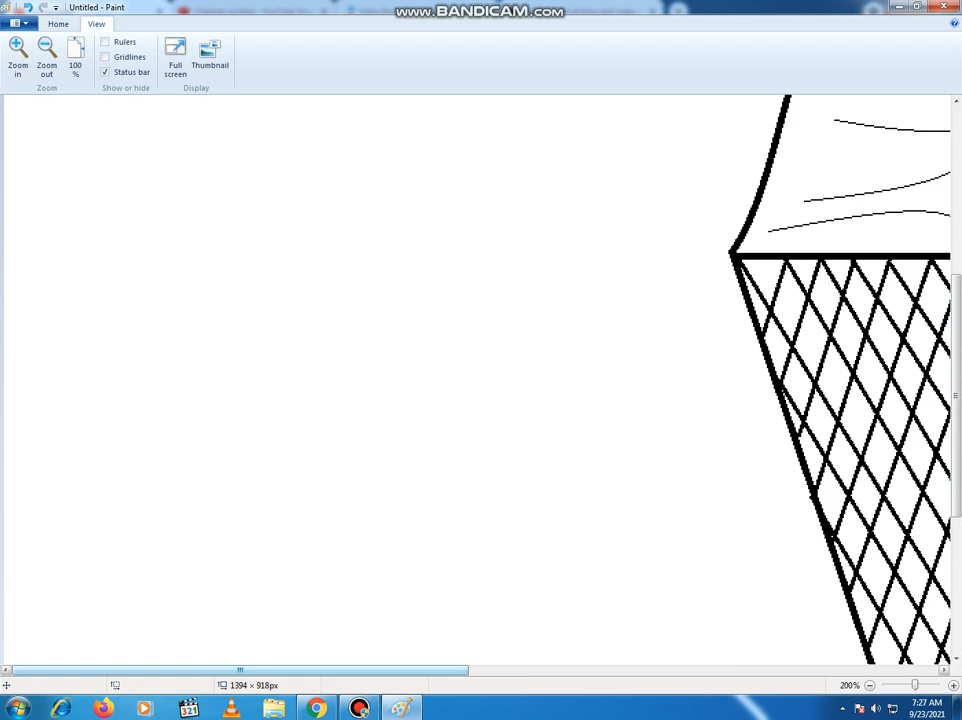 Untitled - Paint
www.BANDICAM.com
Home
View
Zoom in
Zoom out
100 %
Rulers
Gridlines
Status bar
Full screen
Thumbnail
Zoom
Show or hide
Display
1394 × 918px
200%
321
7:27 AM
9/23/2021